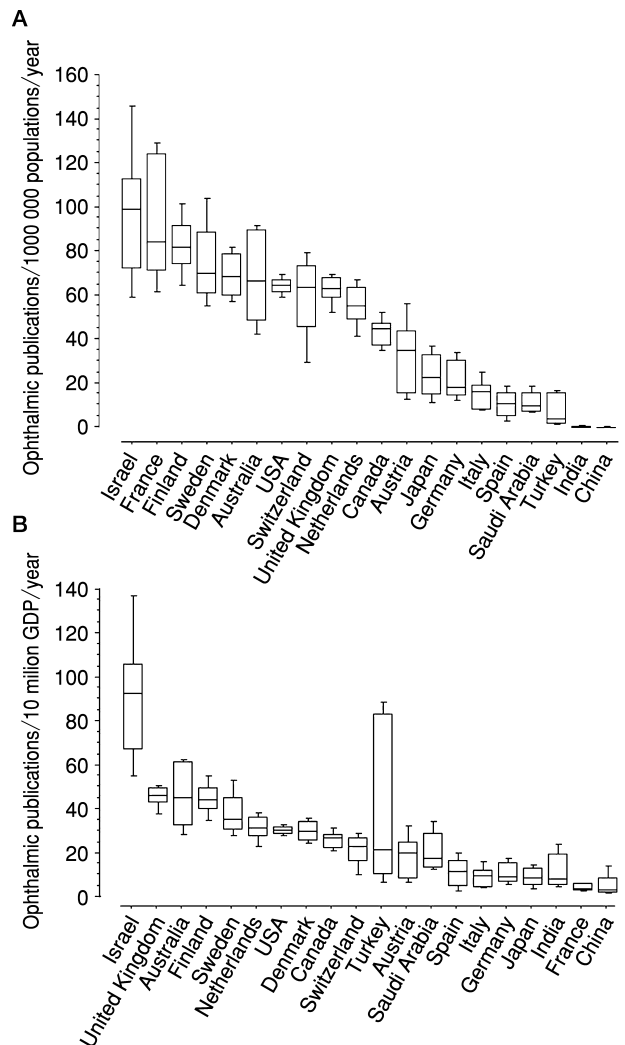 A
Ophthalmic publications/1000 000 populations/year
160
140
120
100
80
60
40
20
0
Israel
France
Finland
Sweden
Denmark
Australia
USA
Switzerland
United Kingdom
Netherlands
Canada
Austria
Japan
Germany
Italy
Spain
Saudi Arabia
Turkey
India
China
B
Ophthalmic publications/10 milion GDP/year
140
120
100
80
60
40
20
0
Israel
United Kingdom
Australia
Finland
Sweden
Netherlands
USA
Denmark
Canada
Switzerland
Turkey
Austria
Saudi Arabia
Spain
Italy
Germany
Japan
India
France
China